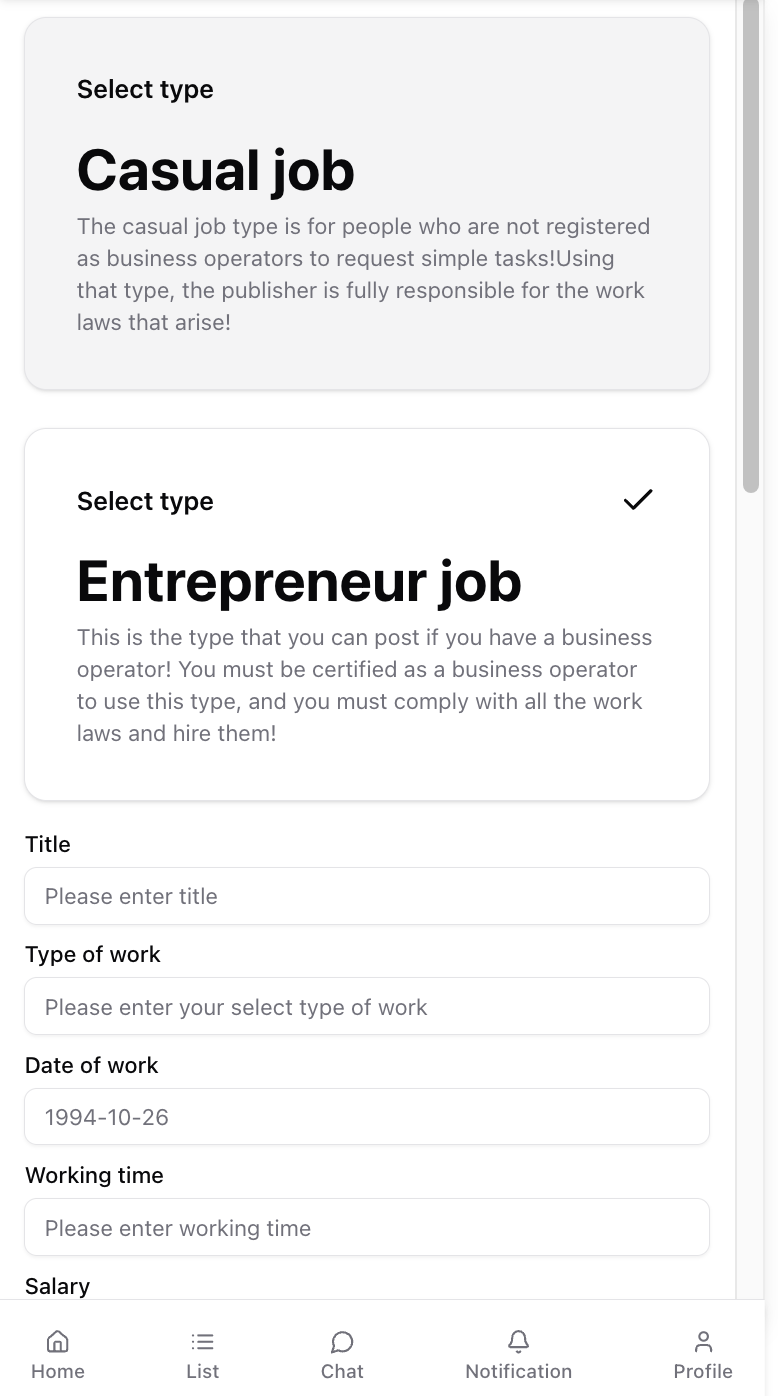 Select type
Casual job
The casual job type is for people who are not registered
as business operators to request simple tasks!Using
that type, the publisher is fully responsible for the work
laws that arise!
Select type
Entrepreneur job
This is the type that you can post if you have a business
operator! You must be certified as a business operator
to use this type, and you must comply with all the work
laws and hire them!
Title
Please enter title
Type of work
Please enter your select type of work
Date of work
1994-10-26
Working time
Please enter working time
Salary
Home List Chat Notification Profile